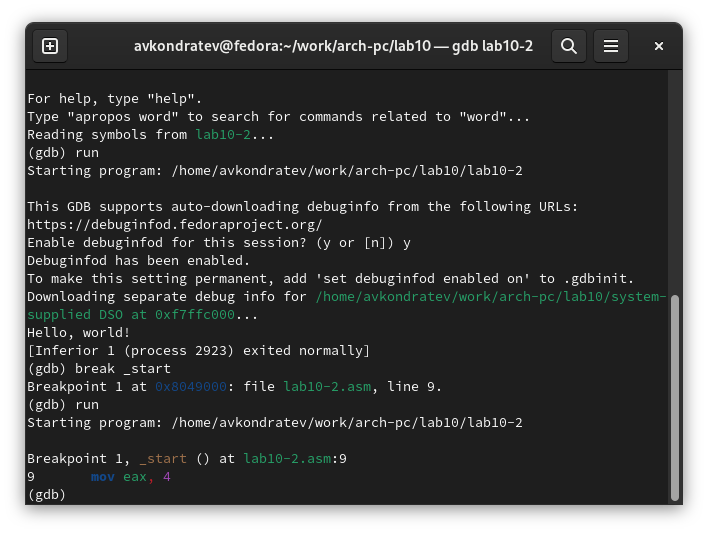 avkondratev@fedora:~/work/arch-pc/lab10 — gdb lab10-2
For help, type "help".
Type "apropos word" to search for commands related to "word"...
Reading symbols from lab10-2...
(gdb) run
Starting program: /home/avkondratev/work/arch-pc/lab10/lab10-2
This GDB supports auto-downloading debuginfo from the following URLs:
https://debuginfod.fedoraproject.org/
Enable debuginfod for this session? (y or [n]) y
Debuginfod has been enabled.
To make this setting permanent, add 'set debuginfod enabled on' to .gdbinit.
Downloading separate debug info for /home/avkondratev/work/arch-pc/lab10/system-
supplied DSO at 0xf7ffc000...
Hello, world!
[Inferior 1 (process 2923) exited normally]
(gdb) break _start
Breakpoint 1 at 0x8049000: file lab10-2.asm, line 9.
(gdb) run
Starting program: /home/avkondratev/work/arch-pc/lab10/lab10-2
Breakpoint 1, _start () at lab10-2.asm:9
9       mov eax, 4
(gdb)